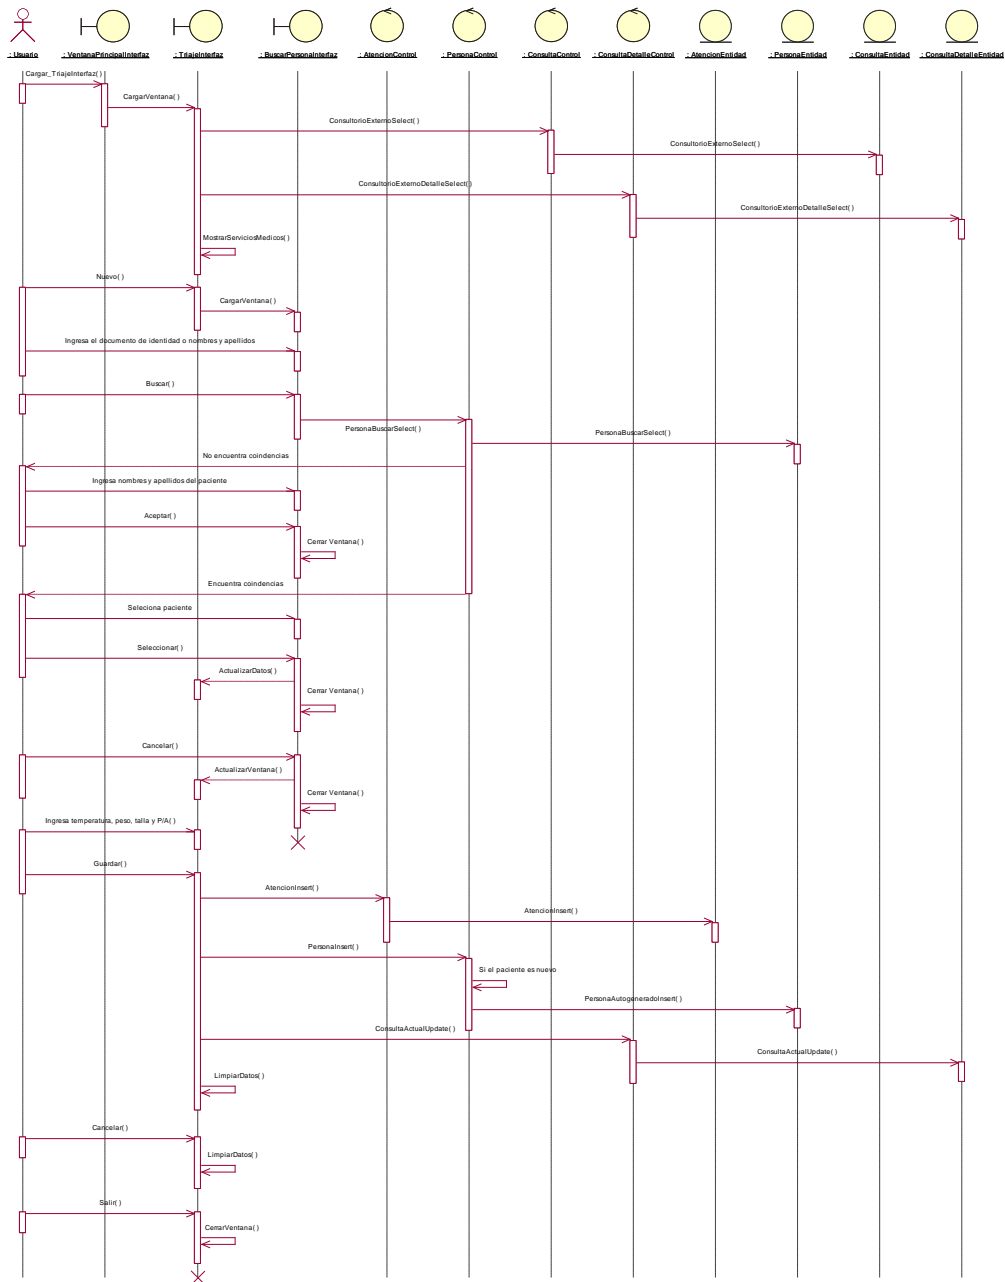 : Usuario
: VentanaPrincipalInterfaz
: TriajeInterfaz
: BuscarPersonaInterfaz
: AtencionControl
: PersonaControl
: ConsultaControl
: ConsultaDetalleControl
: AtencionEntidad
: PersonaEntidad
: ConsultaEntidad
: ConsultaDetalleEntidad
Cargar_TriajeInterfaz( )
CargarVentana( )
ConsultorioExternoSelect( )
ConsultorioExternoSelect( )
ConsultorioExternoDetalleSelect( )
ConsultorioExternoDetalleSelect( )
MostrarServiciosMedicos( )
Nuevo( )
CargarVentana( )
Ingresa el documento de identidad o nombres y apellidos
Buscar( )
PersonaBuscarSelect( )
PersonaBuscarSelect( )
No encuentra coindencias
Ingresa nombres y apellidos del paciente
Aceptar( )
Cerrar Ventana( )
Encuentra coindencias
Seleciona paciente
Seleccionar( )
ActualizarDatos( )
Cerrar Ventana( )
Cancelar( )
ActualizarVentana( )
Cerrar Ventana( )
Ingresa temperatura, peso, talla y P/A( )
Guardar( )
AtencionInsert( )
AtencionInsert( )
PersonaInsert( )
Si el paciente es nuevo
PersonaAutogeneradoInsert( )
ConsultaActualUpdate( )
ConsultaActualUpdate( )
LimpiarDatos( )
Cancelar( )
LimpiarDatos( )
Salir( )
CerrarVentana( )